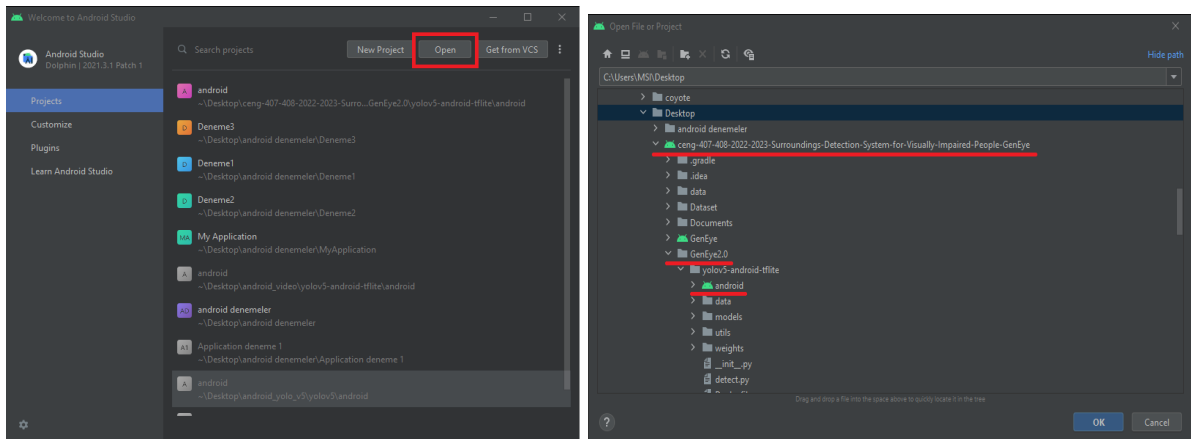 Welcome to Android Studio
Android Studio
Dolphin | 2021.3.1 Patch 1
Projects
Customize
Plugins
Learn Android Studio
Search projects
New Project
Open
Get from VCS
A android
~\Desktop\ceng-407-408-2022-2023-Surro...GenEye2.0\yolov5-android-tflite\android
D Deneme3
~\Desktop\android denemeler\Deneme3
D Deneme1
~\Desktop\android denemeler\Deneme1
D Deneme2
~\Desktop\android denemeler\Deneme2
MA My Application
~\Desktop\android denemeler\MyApplication
A android
~\Desktop\android_video\yolov5-android-tflite\android
AD android denemeler
~\Desktop\android denemeler
A1 Application deneme 1
~\Desktop\android denemeler\Application deneme 1
A android
~\Desktop\android_yolo_v5\yolov5\android
Open File or Project
Hide path
C:\Users\MSI\Desktop
coyote
Desktop
android denemeler
ceng-407-408-2022-2023-Surroundings-Detection-System-for-Visually-Impaired-People-GenEye
.gradle
.idea
data
Dataset
Documents
GenEye
GenEye2.0
yolov5-android-tflite
android
data
models
utils
weights
__init__.py
detect.py
Drag and drop a file into the space above to quickly locate it in the tree
?
OK
Cancel